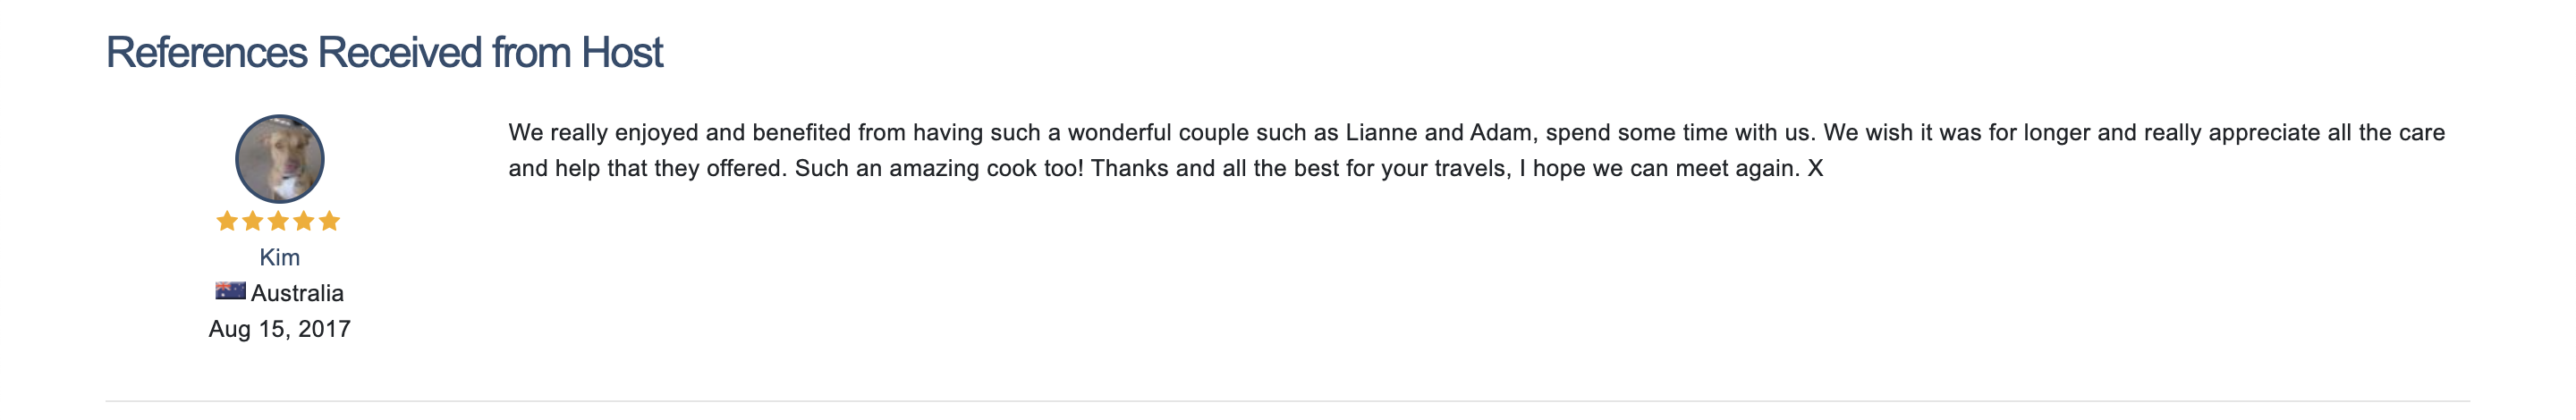 References Received from Host
We really enjoyed and benefited from having such a wonderful couple such as Lianne and Adam, spend some time with us. We wish it was for longer and really appreciate all the care
and help that they offered. Such an amazing cook too! Thanks and all the best for your travels, I hope we can meet again. X
Kim
Australia
Aug 15, 2017